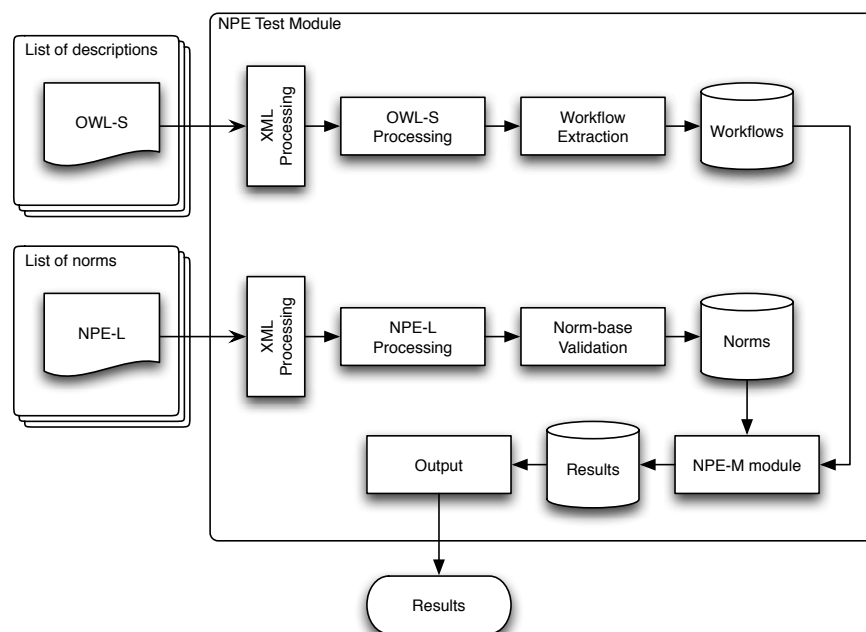 NPE Test Module
List of descriptions
OWL-S
XML
Processing
OWL-S
Processing
Workflow
Extraction
Workflows
List of norms
NPE-L
XML
Processing
NPE-L
Processing
Norm-base
Validation
Norms
Output
Results
NPE-M module
Results